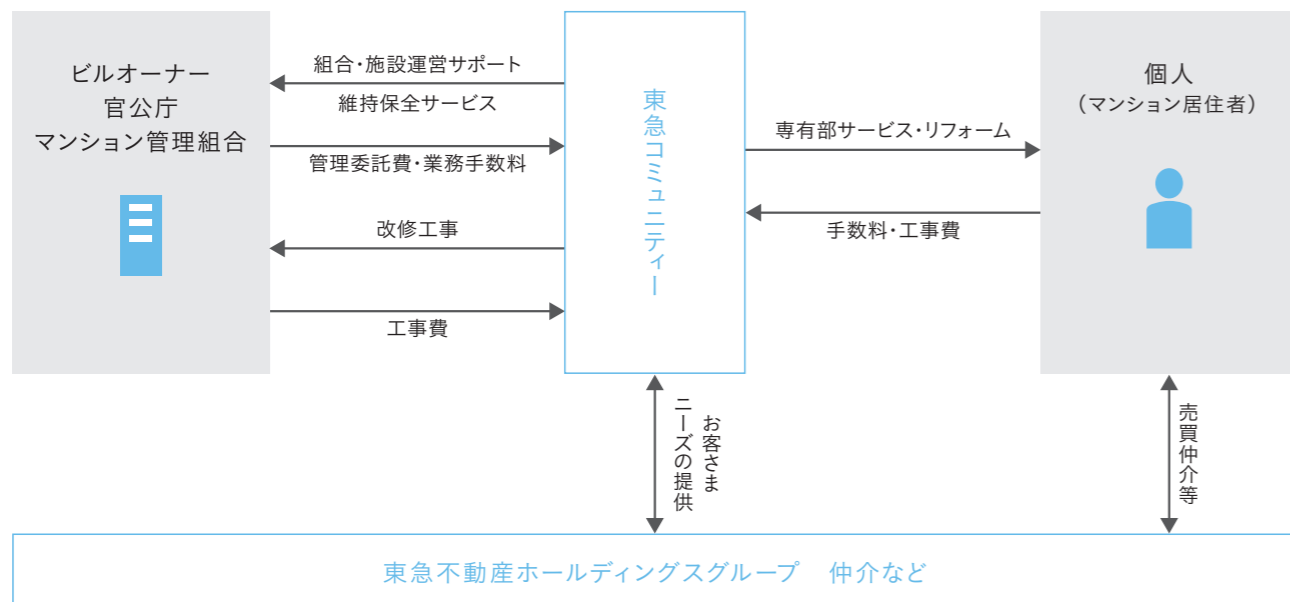 ビルオーナー
官公庁
マンション管理組合
組合・施設運営サポート
維持保全サービス
管理委託費・業務手数料
改修工事
工事費
東急コミュニティー
専有部サービス・リフォーム
手数料・工事費
個人
（マンション居住者）
お客さま
ニーズの提供
売買仲介等
東急不動産ホールディングスグループ　仲介など